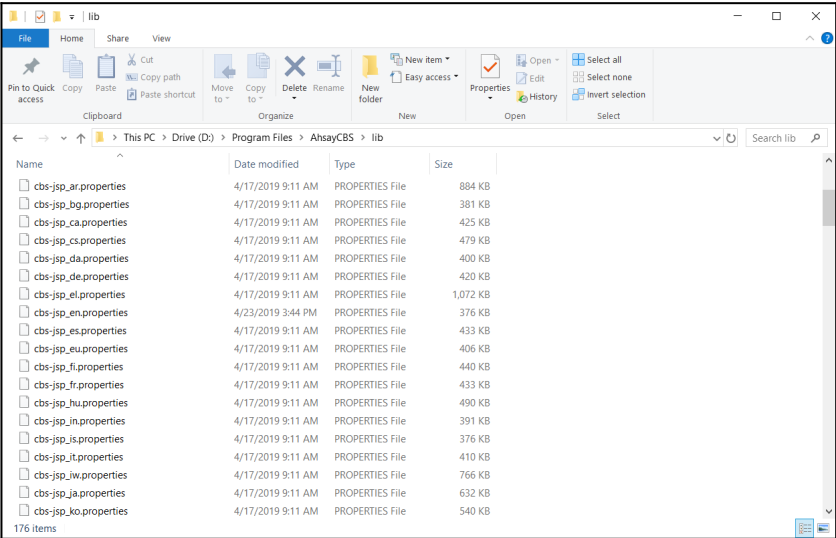 lib
File Home Share View
Pin to Quick access
Copy
Paste
Cut
Copy path
Paste shortcut
Clipboard
Move to
Copy to
Delete
Rename
Organize
New folder
New item
Easy access
New
Properties
Open
Edit
History
Open
Select all
Select none
Invert selection
Select
This PC > Drive (D:) > Program Files > AhsayCBS > lib
Search lib
Name Date modified Type Size
cbs-jsp_ar.properties 4/17/2019 9:11 AM PROPERTIES File 884 KB
cbs-jsp_bg.properties 4/17/2019 9:11 AM PROPERTIES File 381 KB
cbs-jsp_ca.properties 4/17/2019 9:11 AM PROPERTIES File 425 KB
cbs-jsp_cs.properties 4/17/2019 9:11 AM PROPERTIES File 479 KB
cbs-jsp_da.properties 4/17/2019 9:11 AM PROPERTIES File 400 KB
cbs-jsp_de.properties 4/17/2019 9:11 AM PROPERTIES File 420 KB
cbs-jsp_el.properties 4/17/2019 9:11 AM PROPERTIES File 1,072 KB
cbs-jsp_en.properties 4/23/2019 3:44 PM PROPERTIES File 376 KB
cbs-jsp_es.properties 4/17/2019 9:11 AM PROPERTIES File 433 KB
cbs-jsp_eu.properties 4/17/2019 9:11 AM PROPERTIES File 406 KB
cbs-jsp_fi.properties 4/17/2019 9:11 AM PROPERTIES File 440 KB
cbs-jsp_fr.properties 4/17/2019 9:11 AM PROPERTIES File 433 KB
cbs-jsp_hu.properties 4/17/2019 9:11 AM PROPERTIES File 490 KB
cbs-jsp_in.properties 4/17/2019 9:11 AM PROPERTIES File 391 KB
cbs-jsp_is.properties 4/17/2019 9:11 AM PROPERTIES File 376 KB
cbs-jsp_it.properties 4/17/2019 9:11 AM PROPERTIES File 410 KB
cbs-jsp_iw.properties 4/17/2019 9:11 AM PROPERTIES File 766 KB
cbs-jsp_ja.properties 4/17/2019 9:11 AM PROPERTIES File 632 KB
cbs-jsp_ko.properties 4/17/2019 9:11 AM PROPERTIES File 540 KB
176 items